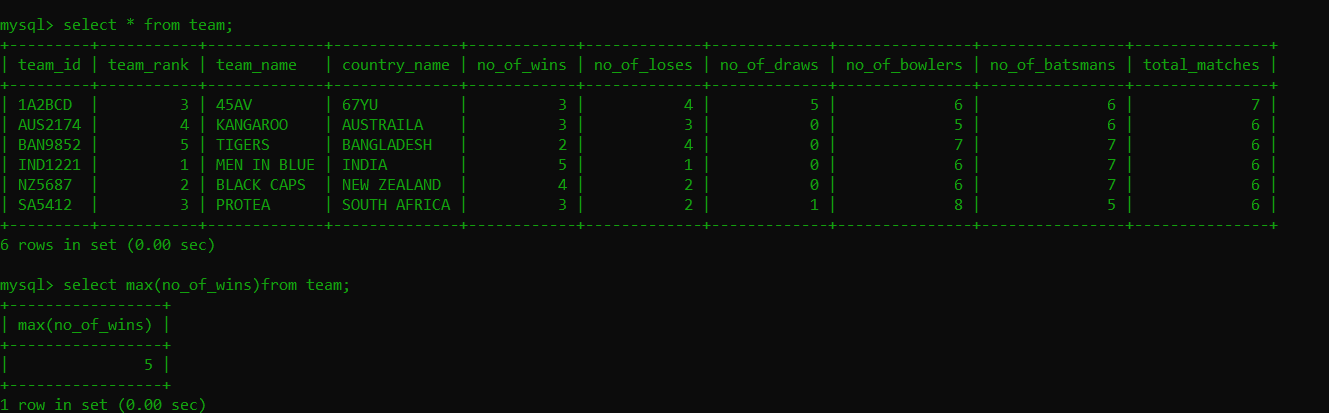 mysql> select * from team;
+---------+-----------+-------------+--------------+------------+-------------+-------------+---------------+----------------+---------------+
| team_id | team_rank | team_name   | country_name | no_of_wins | no_of_loses | no_of_draws | no_of_bowlers | no_of_batsmans | total_matches |
+---------+-----------+-------------+--------------+------------+-------------+-------------+---------------+----------------+---------------+
| 1A2BCD  |         3 | 45AV        | 67YU         |          3 |           4 |           5 |             6 |              6 |             7 |
| AUS2174 |         4 | KANGAROO    | AUSTRAILA    |          3 |           3 |           0 |             5 |              6 |             6 |
| BAN9852 |         5 | TIGERS      | BANGLADESH   |          2 |           4 |           0 |             7 |              7 |             6 |
| IND1221 |         1 | MEN IN BLUE | INDIA        |          5 |           1 |           0 |             6 |              7 |             6 |
| NZ5687  |         2 | BLACK CAPS  | NEW ZEALAND  |          4 |           2 |           0 |             6 |              7 |             6 |
| SA5412  |         3 | PROTEA      | SOUTH AFRICA |          3 |           2 |           1 |             8 |              5 |             6 |
+---------+-----------+-------------+--------------+------------+-------------+-------------+---------------+----------------+---------------+
6 rows in set (0.00 sec)
mysql> select max(no_of_wins)from team;
+-----------------+
| max(no_of_wins) |
+-----------------+
|               5 |
+-----------------+
1 row in set (0.00 sec)